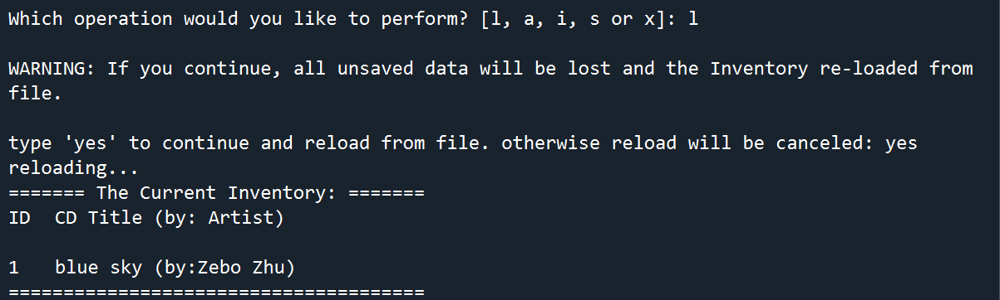 Which operation would you like to perform? [l, a, i, s or x]: l
WARNING: If you continue, all unsaved data will be lost and the Inventory re-loaded from
file.
type 'yes' to continue and reload from file. otherwise reload will be canceled: yes
reloading...
======= The Current Inventory: =======
ID  CD Title (by: Artist)
1   blue sky (by:Zebo Zhu)
======================================